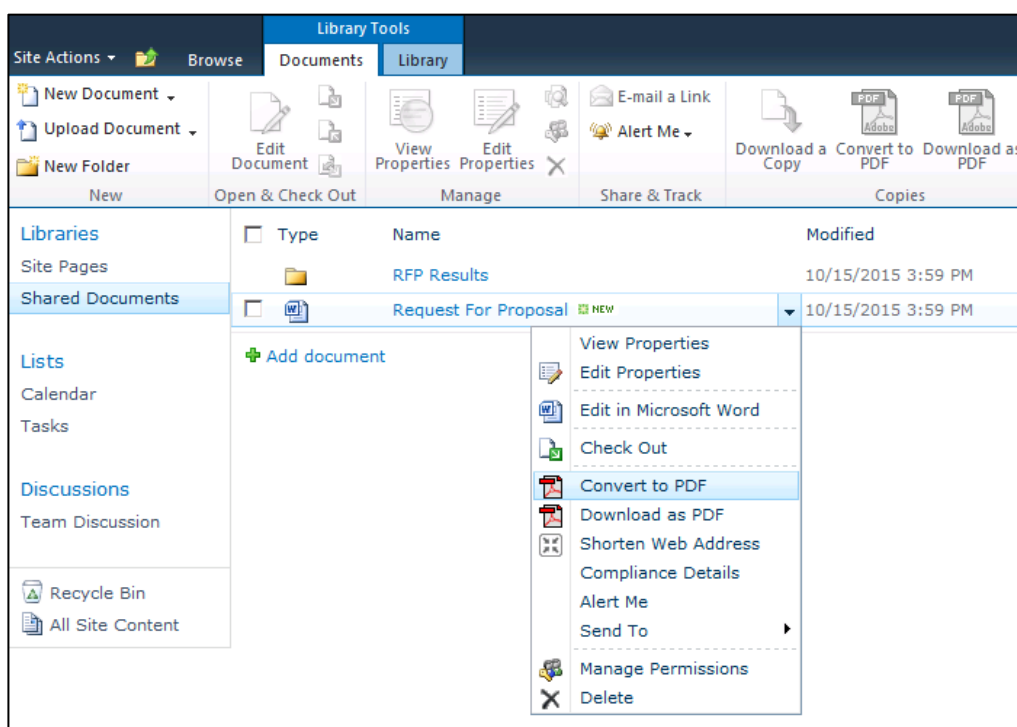 Library Tools
Site Actions Browse Documents Library
New Document
Upload Document
New Folder
New
Edit
Document
Open & Check Out
View
Properties
Edit
Properties
Manage
E-mail a Link
Alert Me
Share & Track
Download a
Copy
PDF
Adobe
Convert to
PDF
PDF
Adobe
Download as
PDF
Copies
Libraries
Site Pages
Shared Documents
Lists
Calendar
Tasks
Discussions
Team Discussion
Recycle Bin
All Site Content
Type Name Modified
RFP Results 10/15/2015 3:59 PM
Request For Proposal NEW 10/15/2015 3:59 PM
Add document
View Properties
Edit Properties
Edit in Microsoft Word
Check Out
Convert to PDF
Download as PDF
Shorten Web Address
Compliance Details
Alert Me
Send To
Manage Permissions
Delete